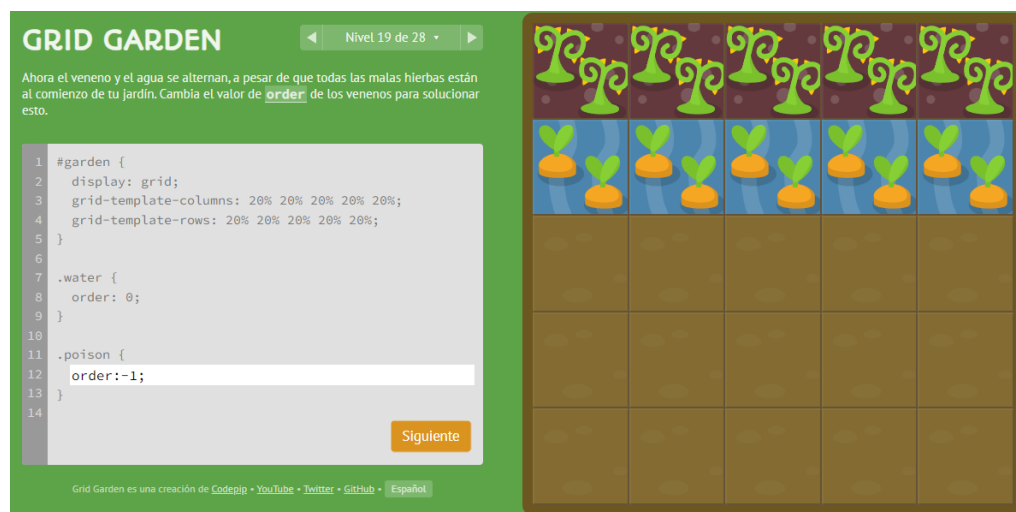 GRID GARDEN
Nivel 19 de 28
Ahora el veneno y el agua se alternan, a pesar de que todas las malas hierbas están
al comienzo de tu jardín. Cambia el valor de order de los venenos para solucionar
esto.
1 #garden {
2 display: grid;
3 grid-template-columns: 20% 20% 20% 20% 20%;
4 grid-template-rows: 20% 20% 20% 20% 20%;
5 }
6
7 .water {
8 order: 0;
9 }
10
11 .poison {
12 order:-1;
13 }
14
Siguiente
Grid Garden es una creación de Codepip • YouTube • Twitter • GitHub • Español